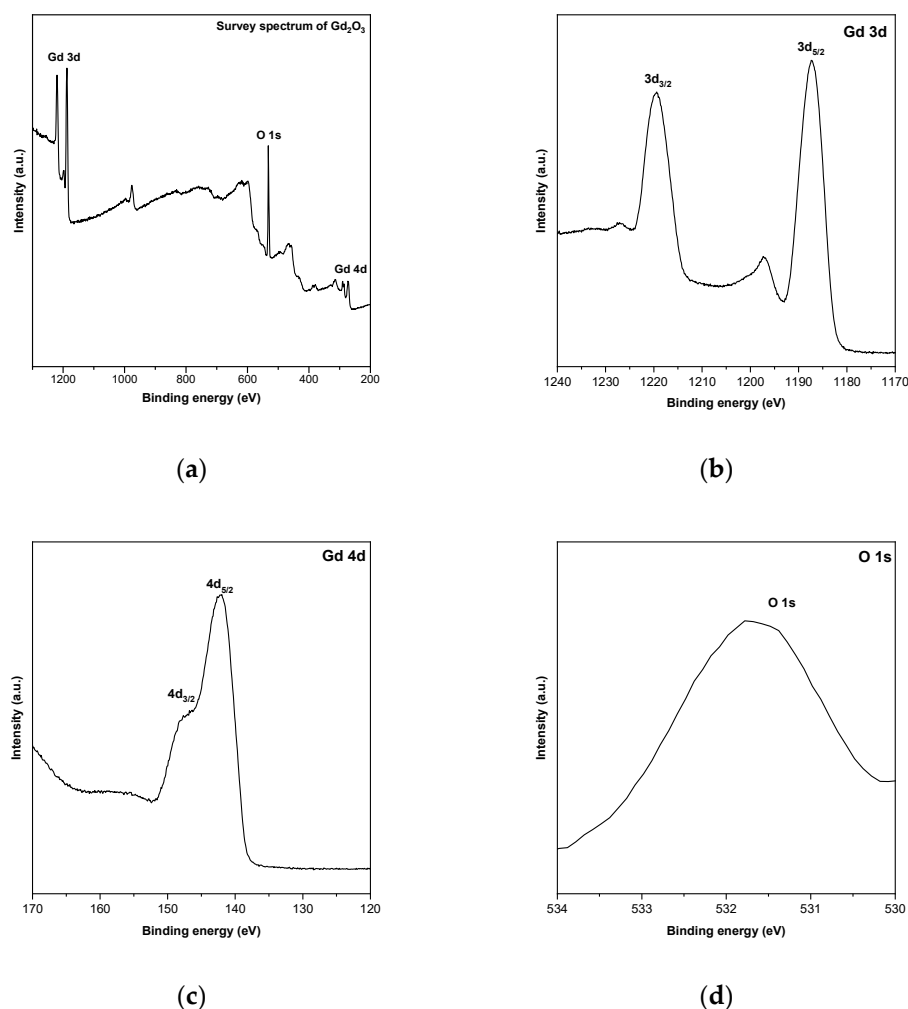 Survey spectrum of Gd₂O₃
Gd 3d
O 1s
Gd 4d
Intensity (a.u.)
1200 1000 800 600 400 200
Binding energy (eV)
(a)
Gd 3d
3d5/2
3d3/2
Intensity (a.u.)
1240 1230 1220 1210 1200 1190 1180 1170
Binding energy (eV)
(b)
Gd 4d
4d5/2
4d3/2
Intensity (a.u.)
170 160 150 140 130 120
Binding energy (eV)
(c)
O 1s
O 1s
Intensity (a.u.)
534 533 532 531 530
Binding energy (eV)
(d)